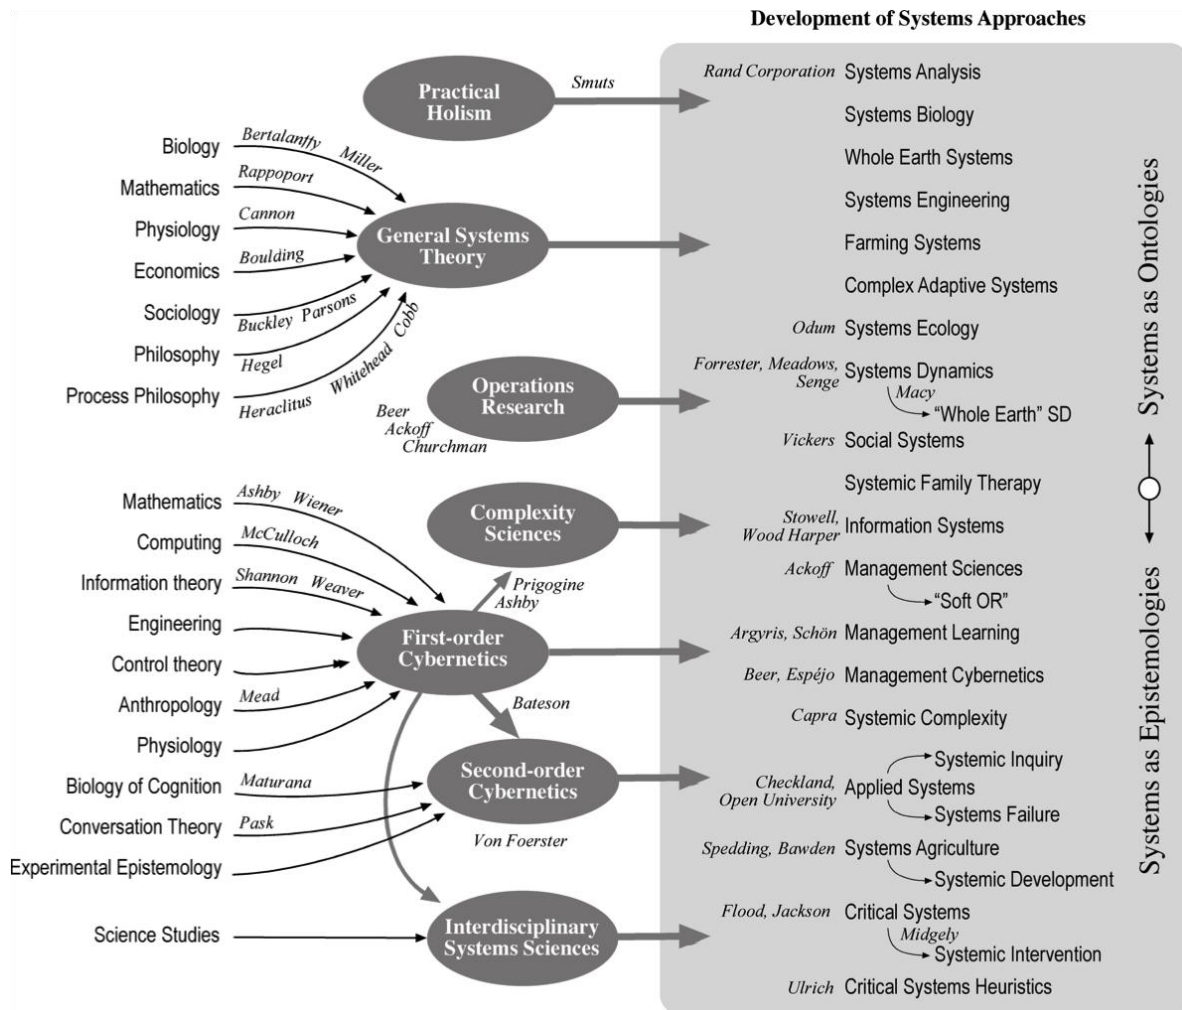 Development of Systems Approaches
Practical
Holism
Smuts
Biology
Bertalanffy Miller
Mathematics
Rappoport
Physiology
Cannon
Economics
Boulding
Sociology
Buckley Parsons
Philosophy
Hegel
Process Philosophy
Heraclitus Whitehead Cobb
General Systems
Theory
Operations
Research
Beer
Ackoff
Churchman
Mathematics
Ashby Wiener
Computing
McCulloch
Information theory
Shannon Weaver
Engineering
Control theory
Anthropology
Mead
Physiology
Complexity
Sciences
Prigogine
Ashby
First-order
Cybernetics
Bateson
Biology of Cognition
Maturana
Conversation Theory
Pask
Experimental Epistemology
Second-order
Cybernetics
Von Foerster
Science Studies
Interdisciplinary
Systems Sciences
Rand Corporation Systems Analysis
Systems Biology
Whole Earth Systems
Systems Engineering
Farming Systems
Complex Adaptive Systems
Odum Systems Ecology
Forrester, Meadows,
Senge Systems Dynamics
Macy
“Whole Earth” SD
Vickers Social Systems
Systemic Family Therapy
Stowell,
Wood Harper Information Systems
Ackoff Management Sciences
“Soft OR”
Argyris, Schön Management Learning
Beer, Espéjo Management Cybernetics
Capra Systemic Complexity
Systemic Inquiry
Checkland,
Open University Applied Systems
Systems Failure
Spedding, Bawden Systems Agriculture
Systemic Development
Flood, Jackson Critical Systems
Midgely
Systemic Intervention
Ulrich Critical Systems Heuristics
Systems as Ontologies
Systems as Epistemologies